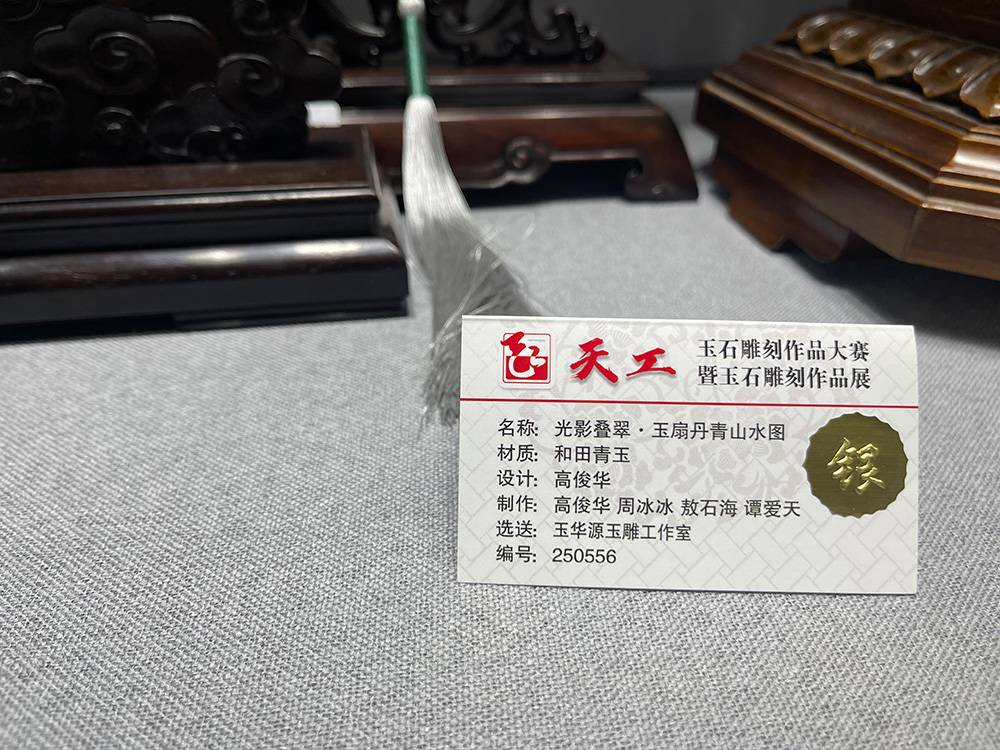 天工
玉石雕刻作品大赛
暨玉石雕刻作品展
名称：光影叠翠·玉扇丹青山水图
材质：和田青玉
设计：高俊华
制作：高俊华 周冰冰 敖石海 谭爱天
选送：玉华源玉雕工作室
编号：250556
银